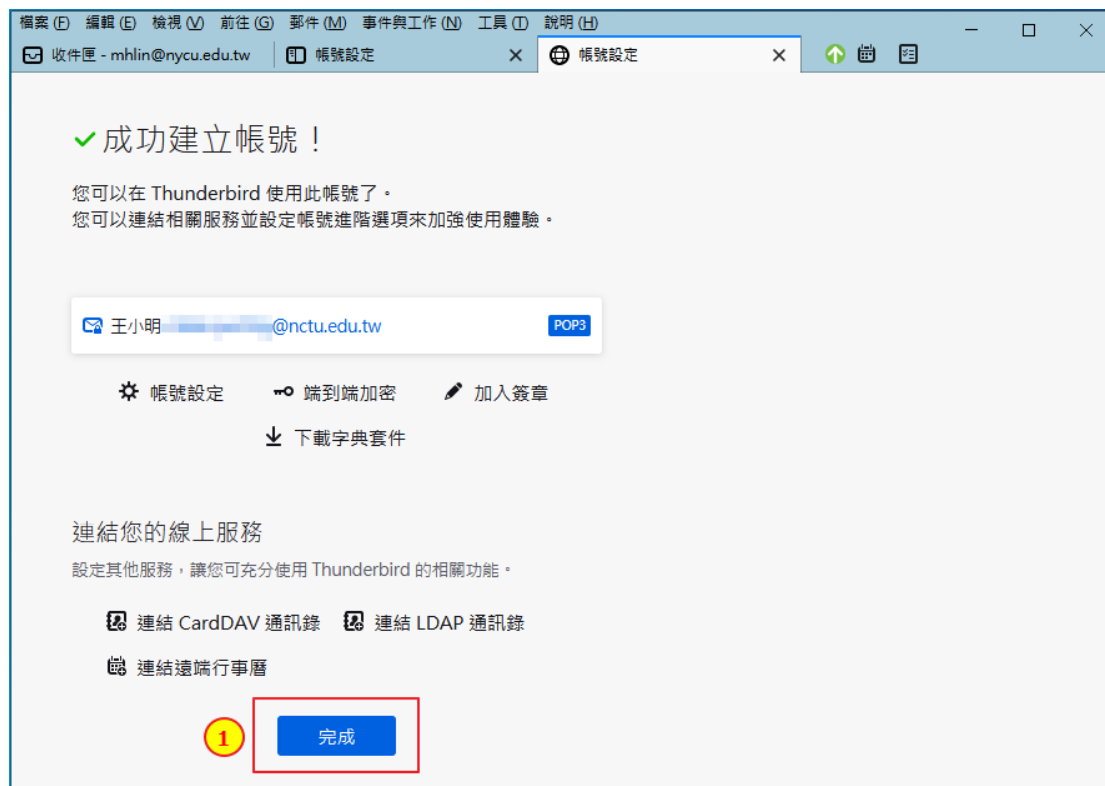 檔案(F) 編輯(E) 檢視(V) 前往(G) 郵件(M) 事件與工作(N) 工具(T) 說明(H)
收件匣 - mhlin@nycu.edu.tw 帳號設定 帳號設定
成功建立帳號！
您可以在 Thunderbird 使用此帳號了。
您可以連結相關服務並設定帳號進階選項來加強使用體驗。
王小明 @nctu.edu.tw POP3
帳號設定 端到端加密 加入簽章
下載字典套件
連結您的線上服務
設定其他服務，讓您可充分使用 Thunderbird 的相關功能。
連結 CardDAV 通訊錄 連結 LDAP 通訊錄
連結遠端行事曆
1 完成